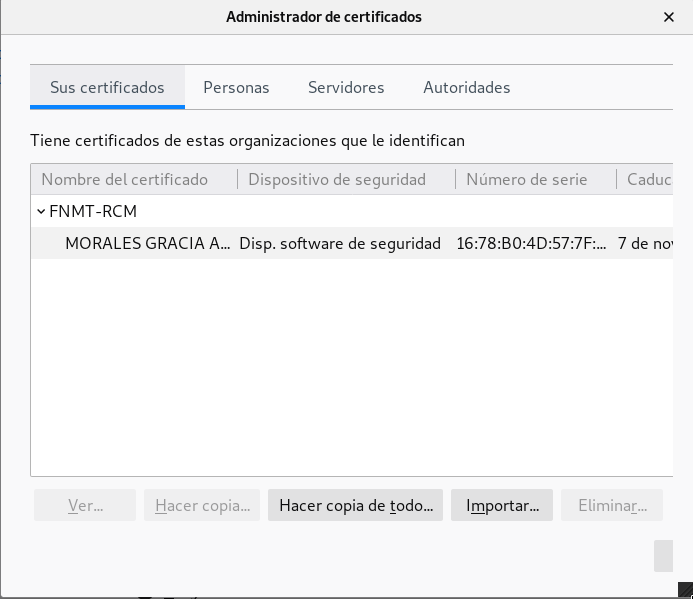 Administrador de certificados
Sus certificados Personas Servidores Autoridades
Tiene certificados de estas organizaciones que le identifican
Nombre del certificado Dispositivo de seguridad Número de serie Caduc
FNMT-RCM
MORALES GRACIA A... Disp. software de seguridad 16:78:B0:4D:57:7F:... 7 de nov
Ver... Hacer copia... Hacer copia de todo... Importar... Eliminar...